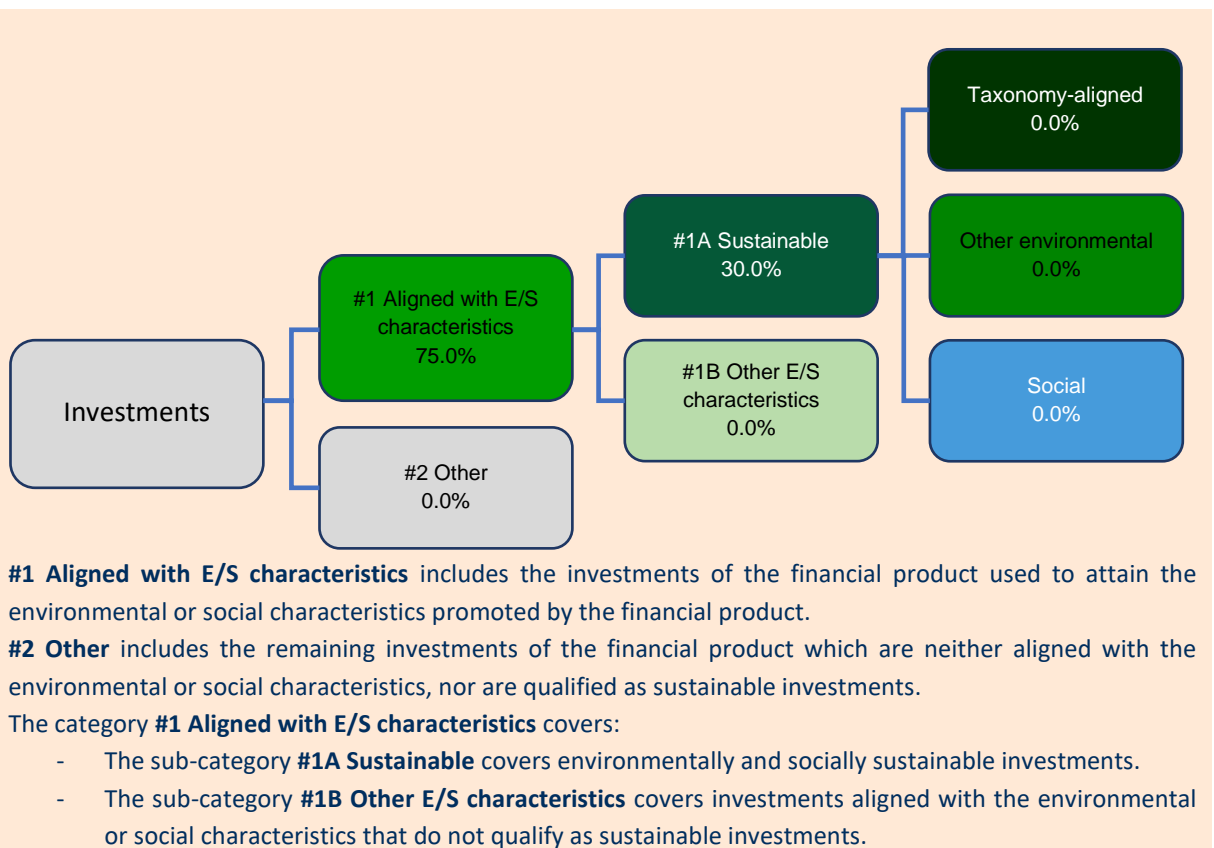 Taxonomy-aligned
0.0%
#1A Sustainable
30.0%
Other environmental
0.0%
#1 Aligned with E/S
characteristics
75.0%
#1B Other E/S
characteristics
0.0%
Social
0.0%
Investments
#2 Other
0.0%
#1 Aligned with E/S characteristics includes the investments of the financial product used to attain the
environmental or social characteristics promoted by the financial product.
#2 Other includes the remaining investments of the financial product which are neither aligned with the
environmental or social characteristics, nor are qualified as sustainable investments.
The category #1 Aligned with E/S characteristics covers:
- The sub-category #1A Sustainable covers environmentally and socially sustainable investments.
- The sub-category #1B Other E/S characteristics covers investments aligned with the environmental
or social characteristics that do not qualify as sustainable investments.